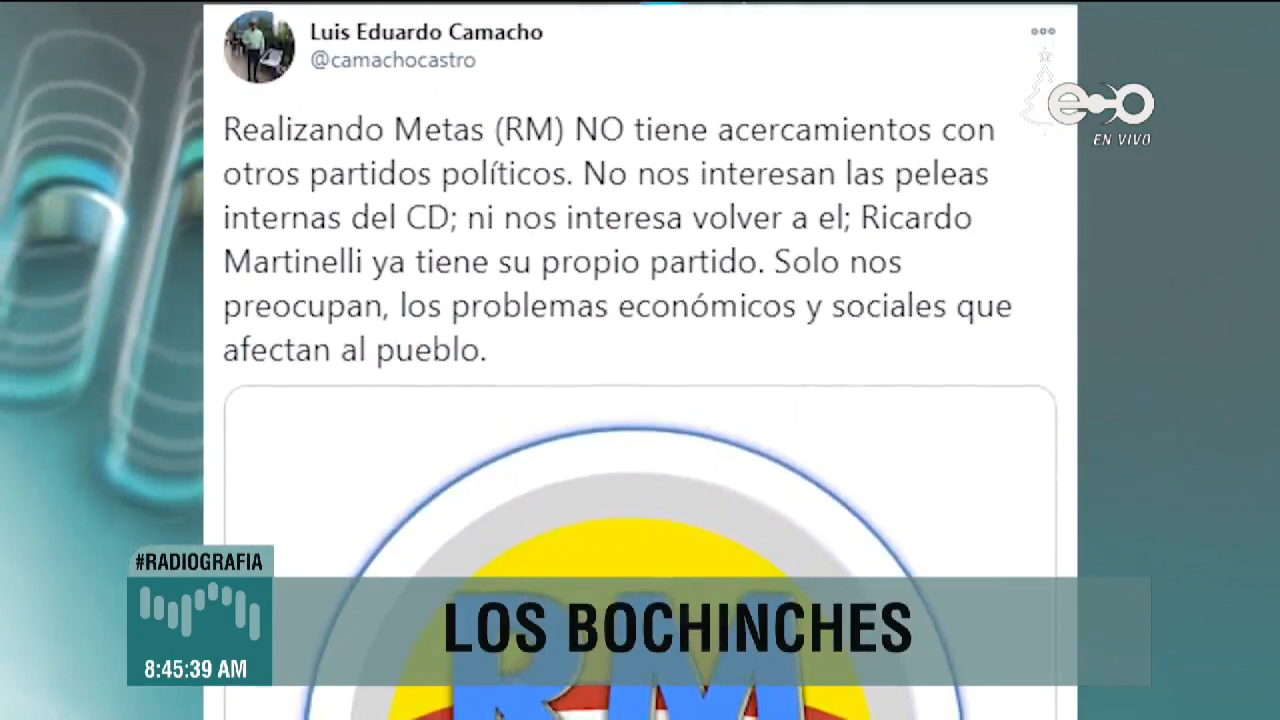 Luis Eduardo Camacho
@camachocastro
Realizando Metas (RM) NO tiene acercamientos con
otros partidos políticos. No nos interesan las peleas
internas del CD; ni nos interesa volver a el; Ricardo
Martinelli ya tiene su propio partido. Solo nos
preocupan, los problemas económicos y sociales que
afectan al pueblo.
eco
EN VIVO
#RADIOGRAFIA
LOS BOCHINCHES
8:45:39 AM
RM